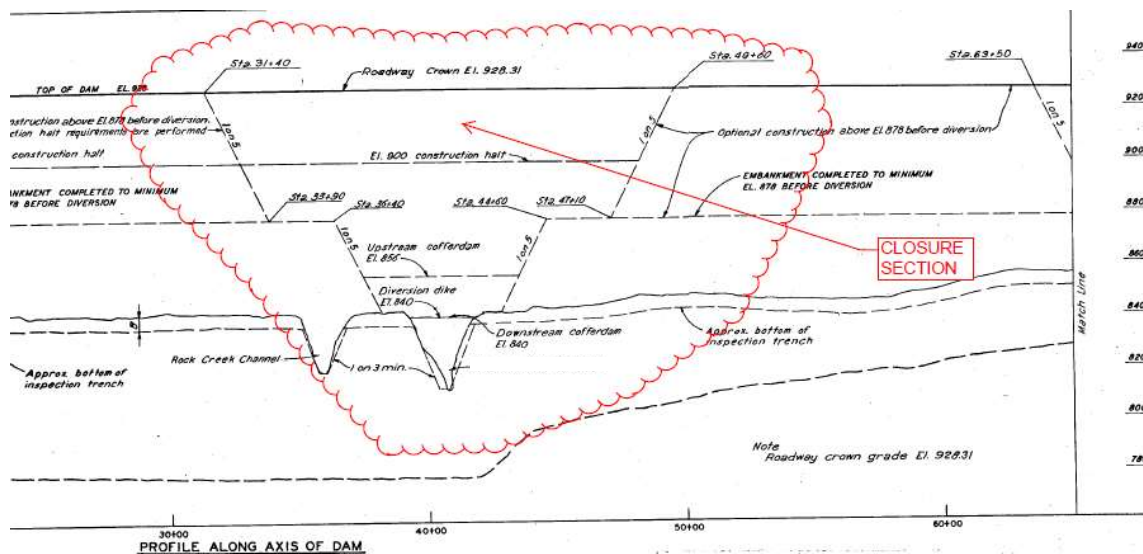 Sta. 31+40
Sta. 49+60
Sta. 63+50
940
Roadway Crown El. 928.31
TOP OF DAM EL.
920
nstruction above El. 878 before diversion.
ction halt requirements are performed
1 on 5
1 on 5
Optional construction above El. 878 before diversion
1 on 5
construction halt
El. 900 construction halt
900
ANKMENT COMPLETED TO MINIMUM
78 BEFORE DIVERSION
EMBANKMENT COMPLETED TO MINIMUM
EL. 878 BEFORE DIVERSION
Sta. 33+90
Sta. 36+40
Sta. 44+60
Sta. 47+10
880
1 on 5
Upstream cofferdam
El. 856
1 on 5
CLOSURE
SECTION
860
Diversion dike
El. 840
840
8'
Downstream cofferdam
El. 840
Approx. bottom of
inspection trench
Match Line
Rock Creek Channel
1 on 3 min.
820
Approx. bottom of
inspection trench
800
Note
Roadway crown grade El. 928.31
78
30+00
40+00
50+00
60+00
PROFILE ALONG AXIS OF DAM